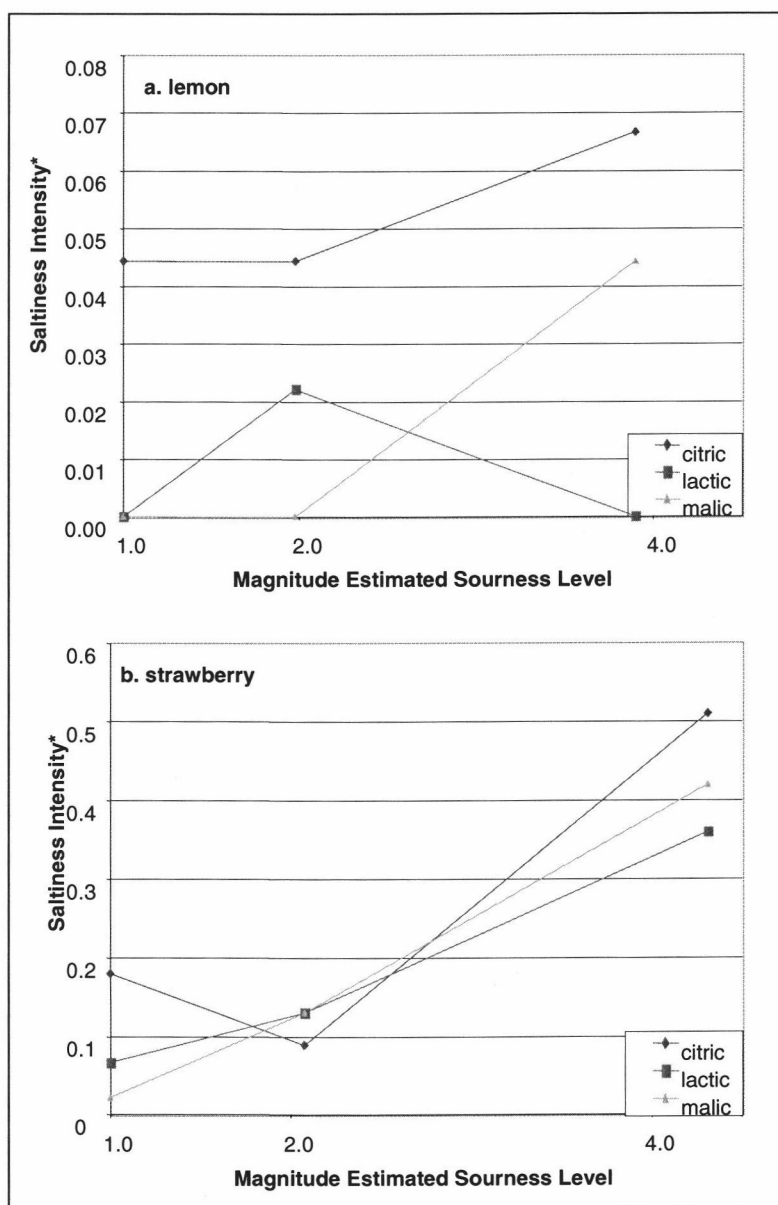 0.08
a. lemon
0.07
0.06
0.05
0.04
0.03
0.02
0.01
0.00
Saltiness Intensity*
citric
lactic
malic
1.0 2.0 4.0
Magnitude Estimated Sourness Level
0.6
b. strawberry
0.5
0.4
0.3
0.2
0.1
0
Saltiness Intensity*
citric
lactic
malic
1.0 2.0 4.0
Magnitude Estimated Sourness Level